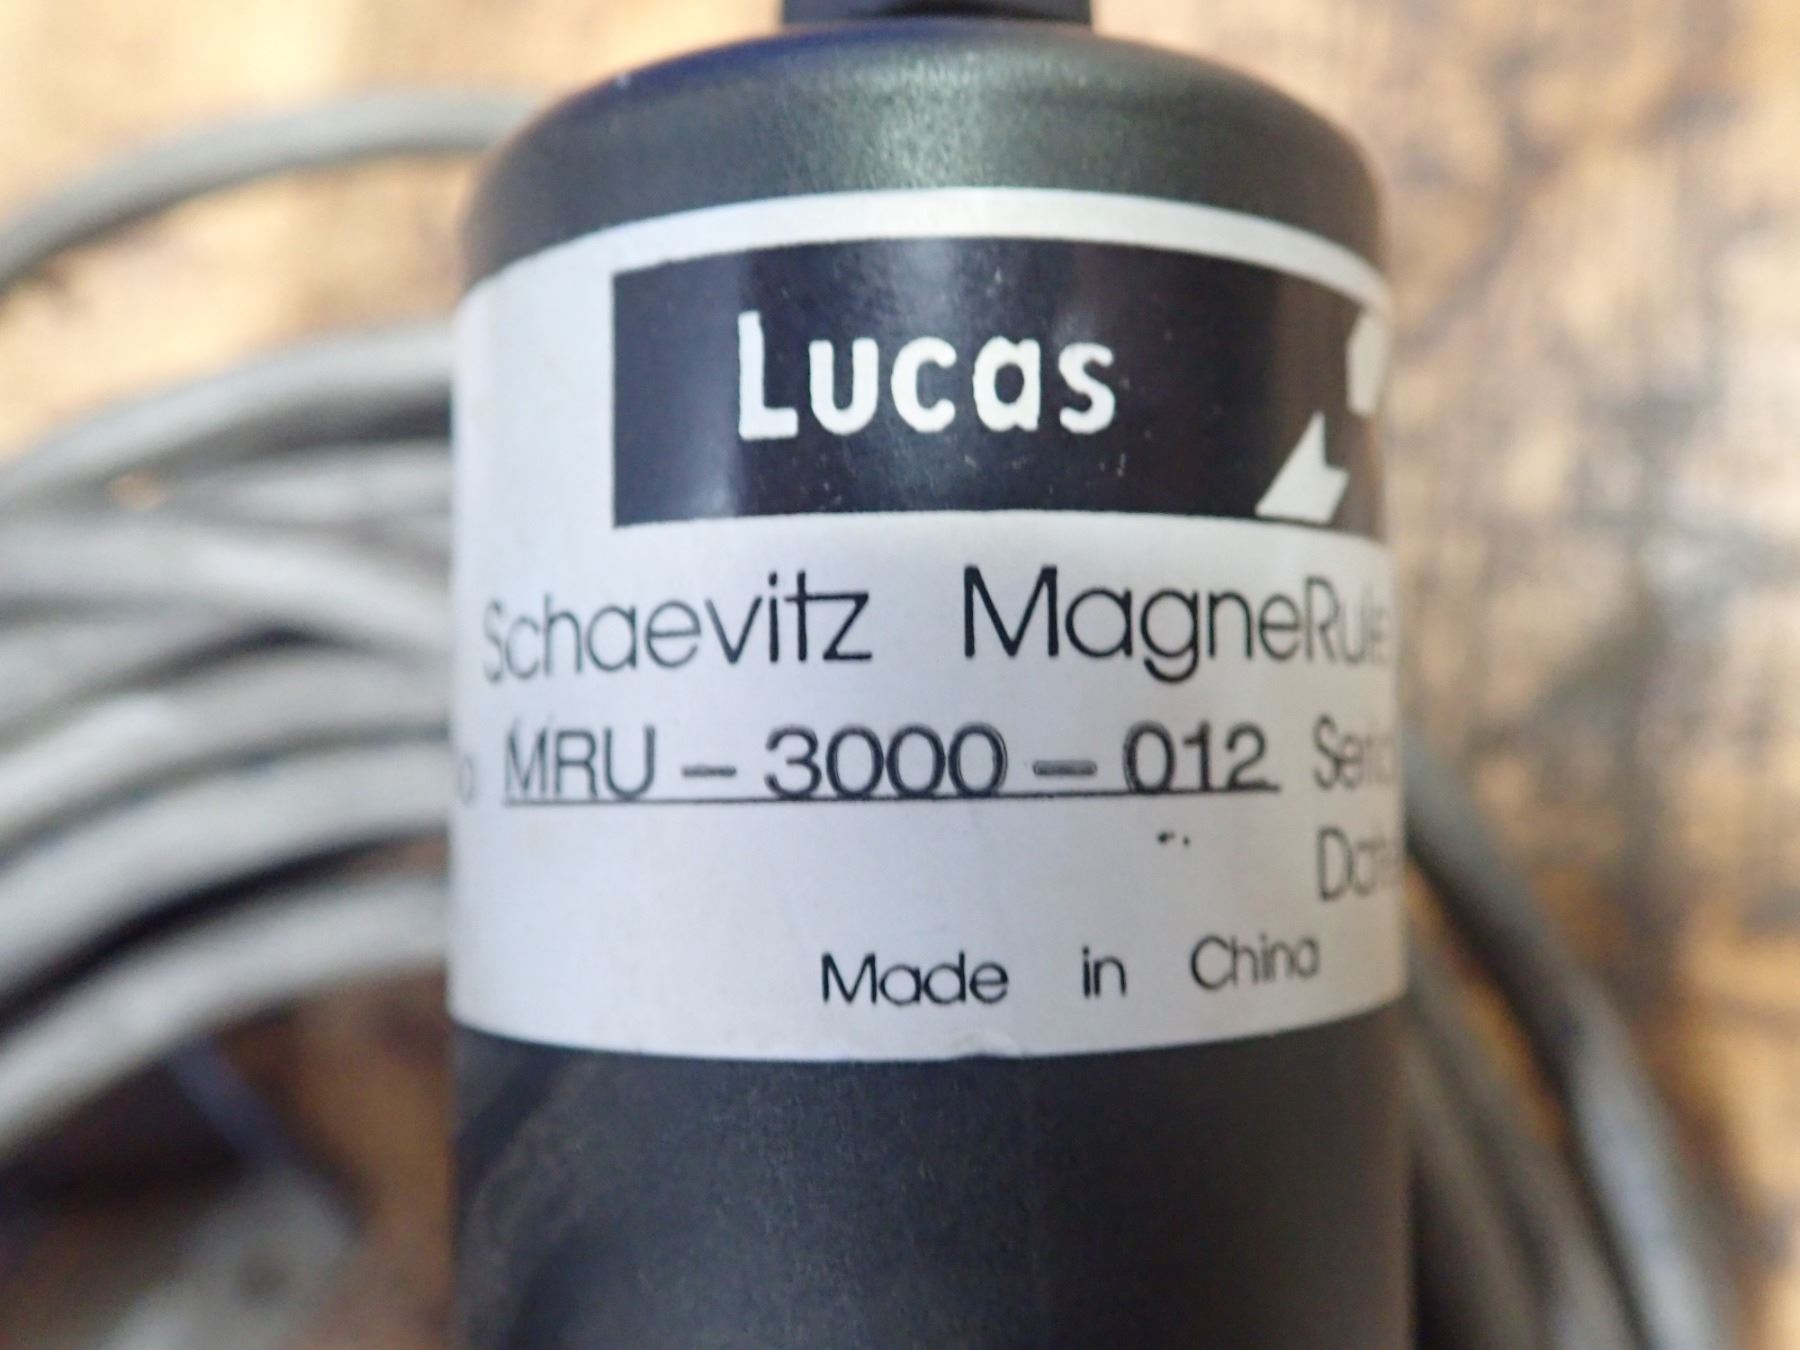 Lucas
Schaevitz MagneRule
MRU-3000-012
Made in China